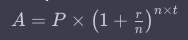 A = P × (1 + r/n)^{n×t}